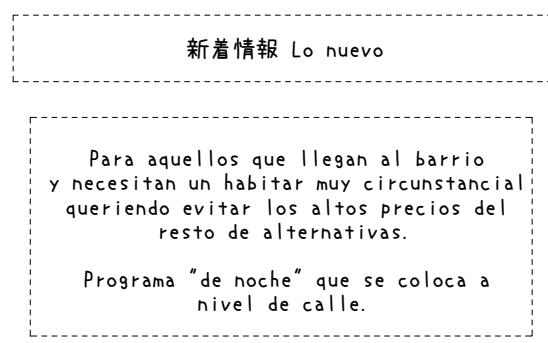 新着情報 Lo nuevo
Para aquellos que llegan al barrio
y necesitan un habitar muy circunstancial
queriendo evitar los altos precios del
resto de alternativas.
Programa "de noche" que se coloca a
nivel de calle.